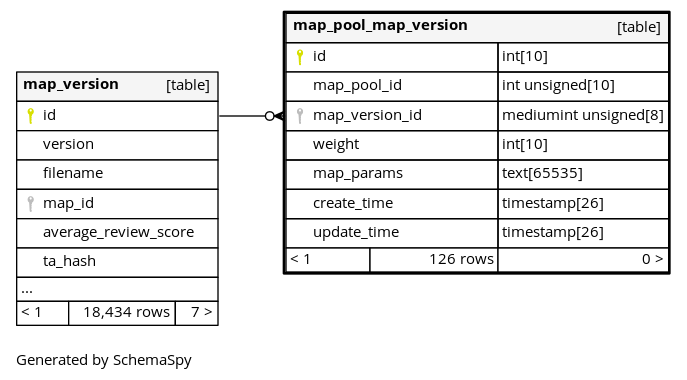 map_version [table]
id
version
filename
map_id
average_review_score
ta_hash
...
< 1 18,434 rows 7 >
map_pool_map_version [table]
id int[10]
map_pool_id int unsigned[10]
map_version_id mediumint unsigned[8]
weight int[10]
map_params text[65535]
create_time timestamp[26]
update_time timestamp[26]
< 1 126 rows 0 >
Generated by SchemaSpy